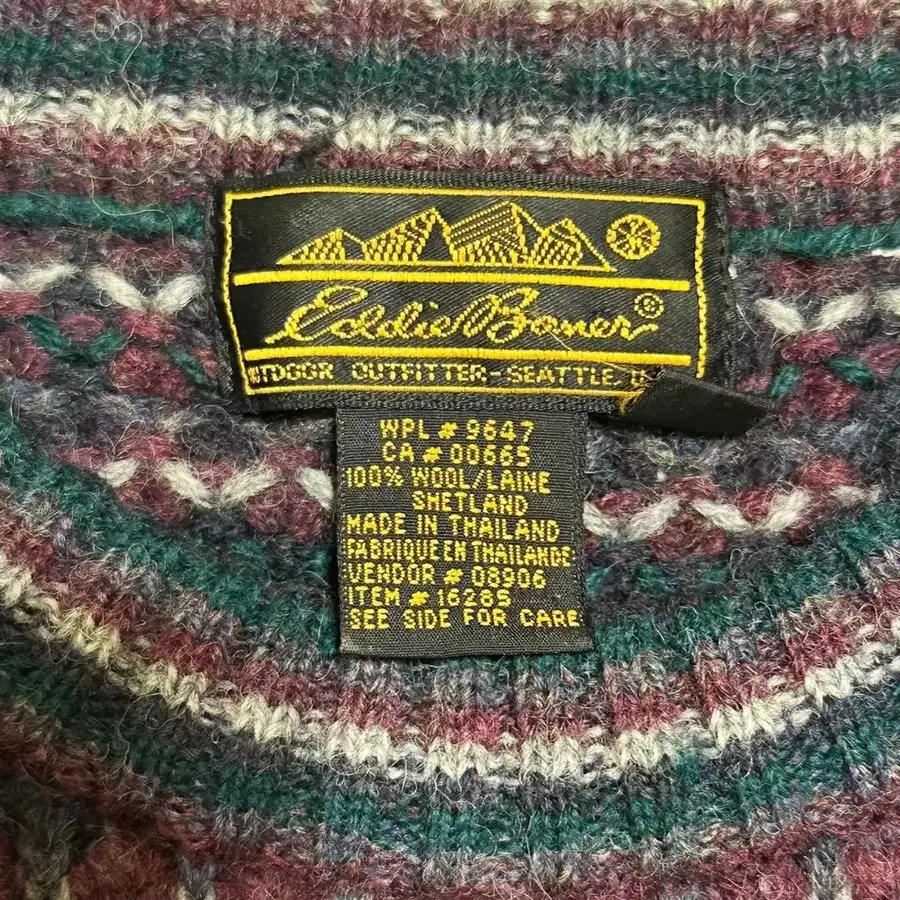 Eddie Bauer®
UTDOOR OUTFITTER-SEATTLE U
WPL # 9647
CA # 00665
100% WOOL/LAINE
SHETLAND
MADE IN THAILAND
FABRIQUE EN THAILANDE
VENDOR # 08906
ITEM # 16285
SEE SIDE FOR CARE